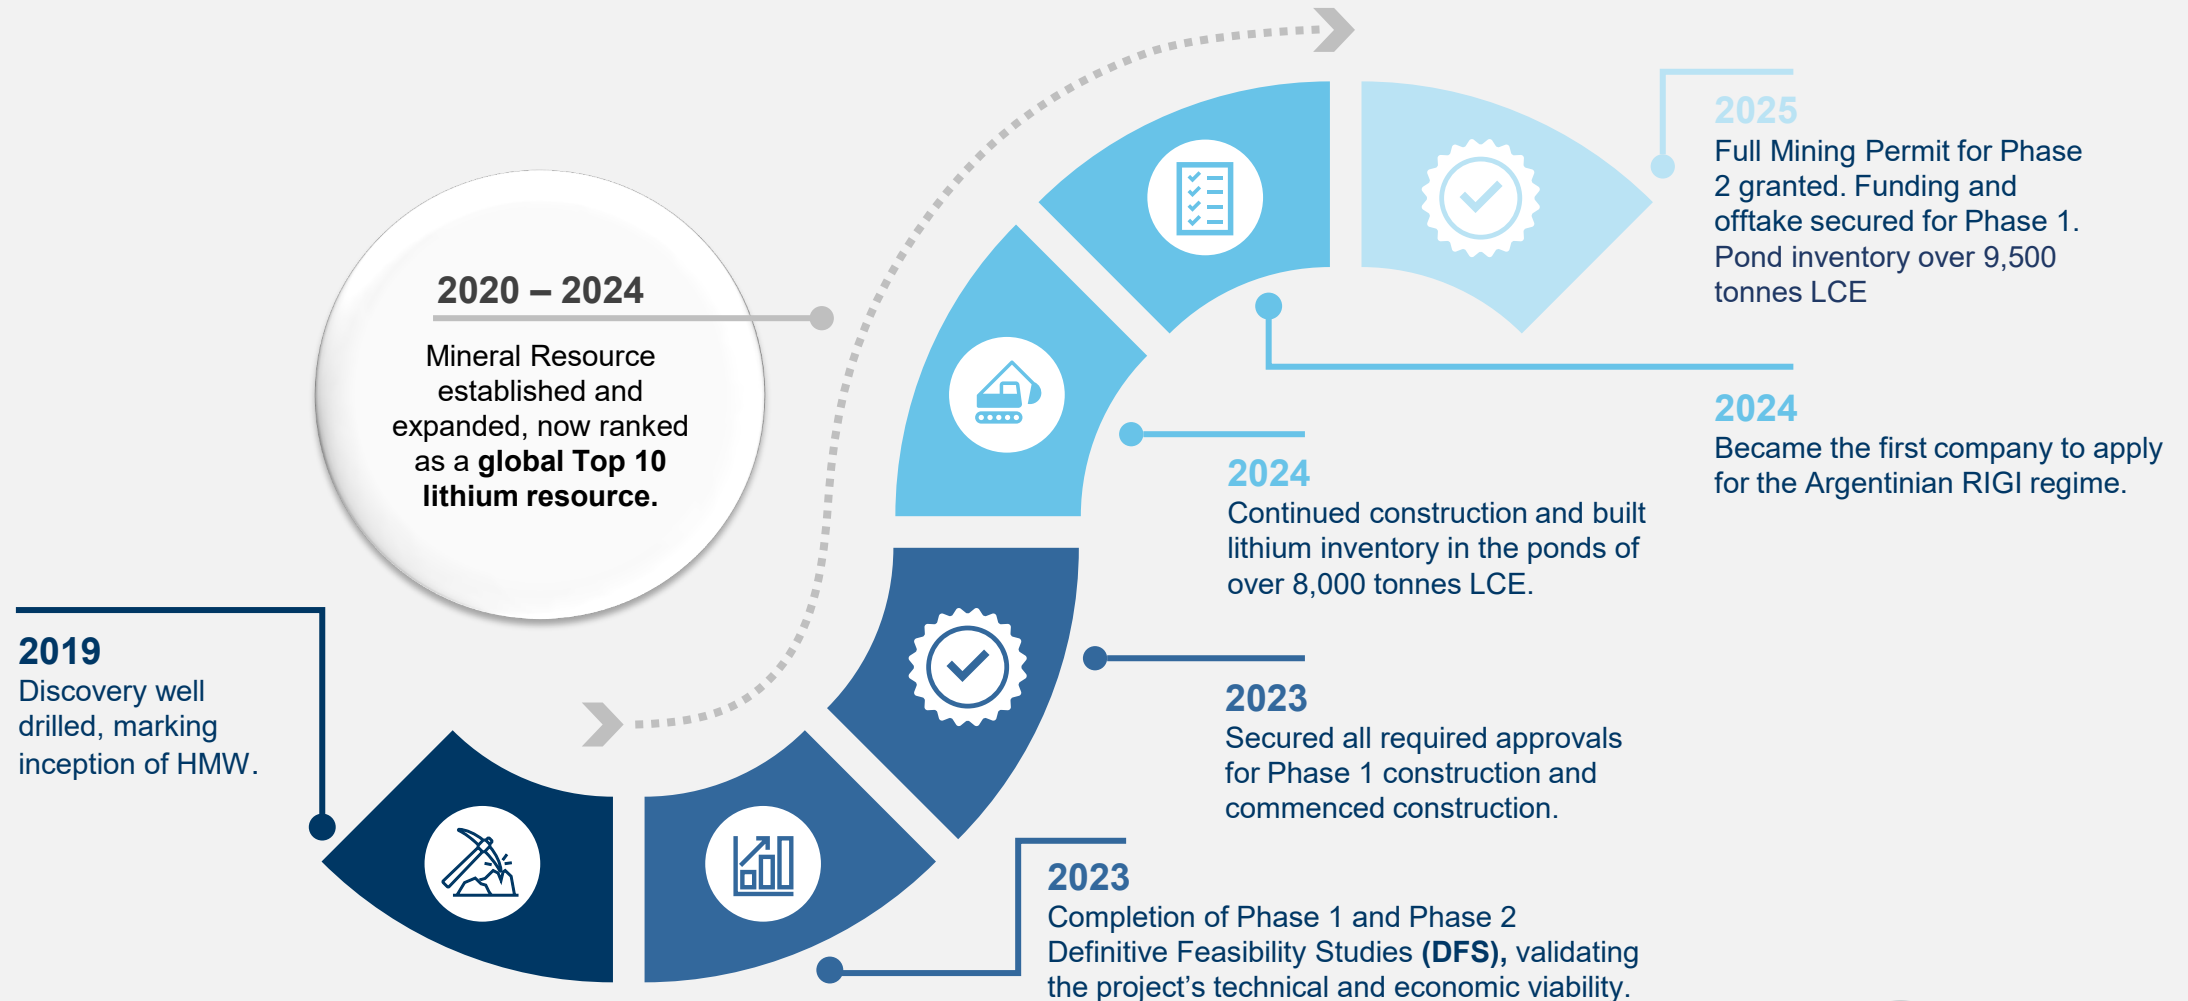 2020 – 2024
Mineral Resource
established and
expanded, now ranked
as a global Top 10
lithium resource.
2019
Discovery well
drilled, marking
inception of HMW.
2023
Completion of Phase 1 and Phase 2
Definitive Feasibility Studies (DFS), validating
the project’s technical and economic viability.
2023
Secured all required approvals
for Phase 1 construction and
commenced construction.
2024
Continued construction and built
lithium inventory in the ponds of
over 8,000 tonnes LCE.
2024
Became the first company to apply
for the Argentinian RIGI regime.
2025
Full Mining Permit for Phase
2 granted. Funding and
offtake secured for Phase 1.
Pond inventory over 9,500
tonnes LCE